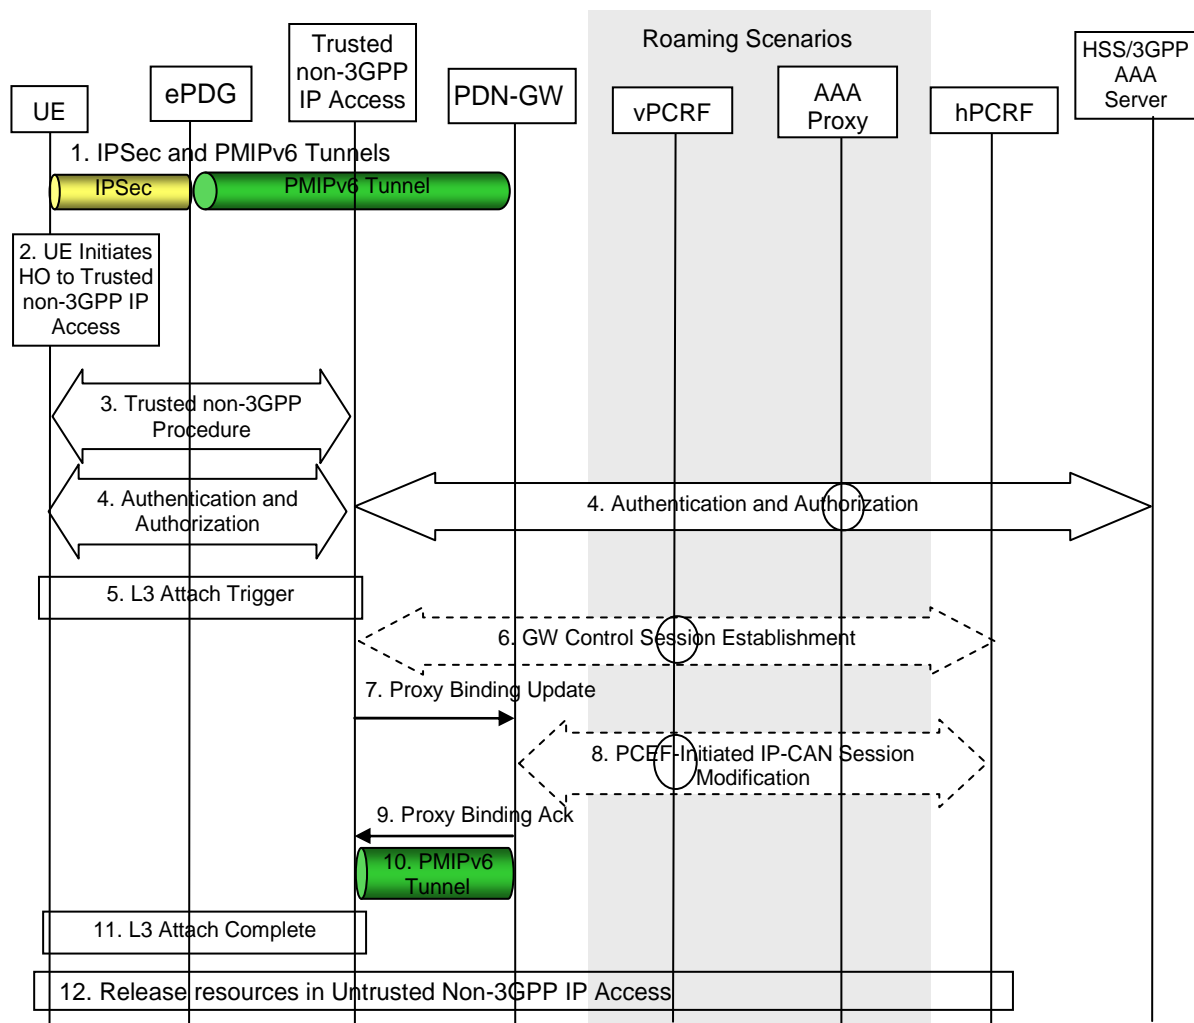 Roaming Scenarios
UE
ePDG
Trusted
non-3GPP
IP Access
PDN-GW
vPCRF
AAA
Proxy
hPCRF
HSS/3GPP
AAA
Server
1. IPSec and PMIPv6 Tunnels
IPSec
PMIPv6 Tunnel
2. UE Initiates
HO to Trusted
non-3GPP IP
Access
3. Trusted non-3GPP
Procedure
4. Authentication and
Authorization
4. Authentication and Authorization
5. L3 Attach Trigger
6. GW Control Session Establishment
7. Proxy Binding Update
8. PCEF-Initiated IP-CAN Session
Modification
9. Proxy Binding Ack
10. PMIPv6
Tunnel
11. L3 Attach Complete
12. Release resources in Untrusted Non-3GPP IP Access